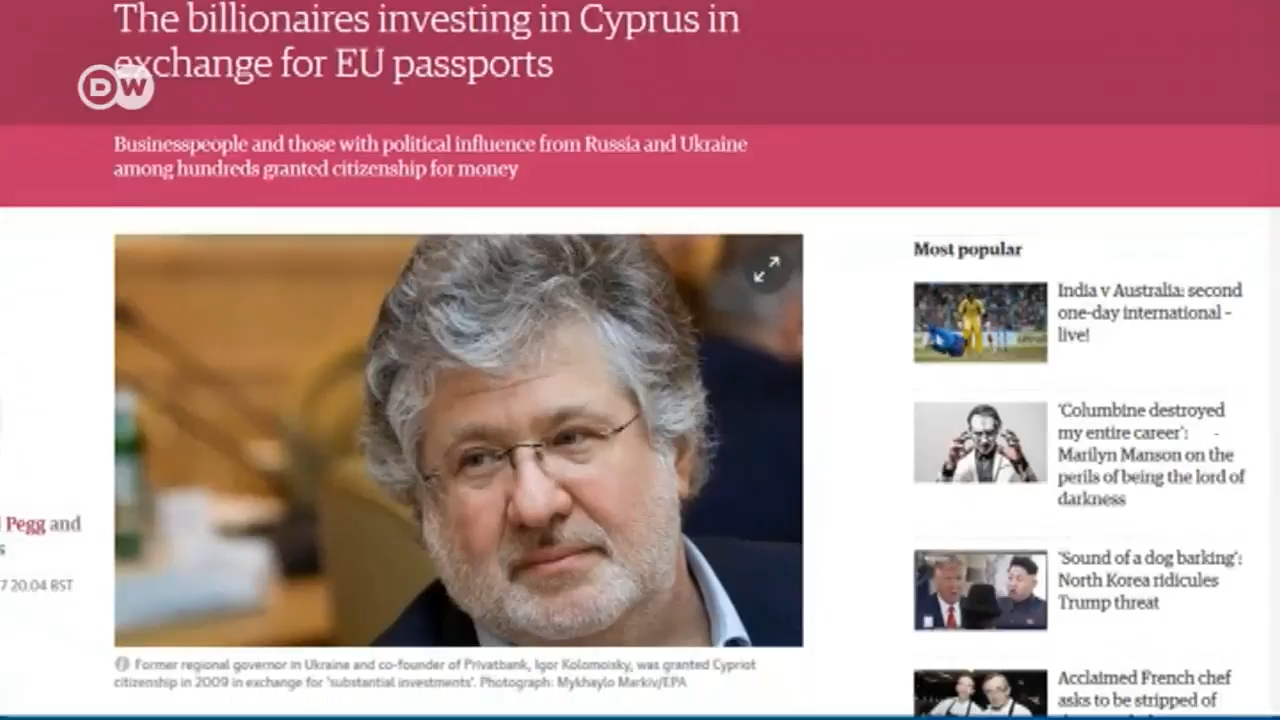 The billionaires investing in Cyprus in
exchange for EU passports
DW
Businesspeople and those with political influence from Russia and Ukraine
among hundreds granted citizenship for money
Pegg and
s
7 20.04 BST
Former regional governor in Ukraine and co-founder of Privatbank, Igor Kolomoisky, was granted Cypriot
citizenship in 2009 in exchange for 'substantial investments'. Photograph: Mykhaylo Markiv/EPA
Most popular
India v Australia: second
one-day international –
live!
'Columbine destroyed
my entire career':
Marilyn Manson on the
perils of being the lord of
darkness
'Sound of a dog barking':
North Korea ridicules
Trump threat
Acclaimed French chef
asks to be stripped of